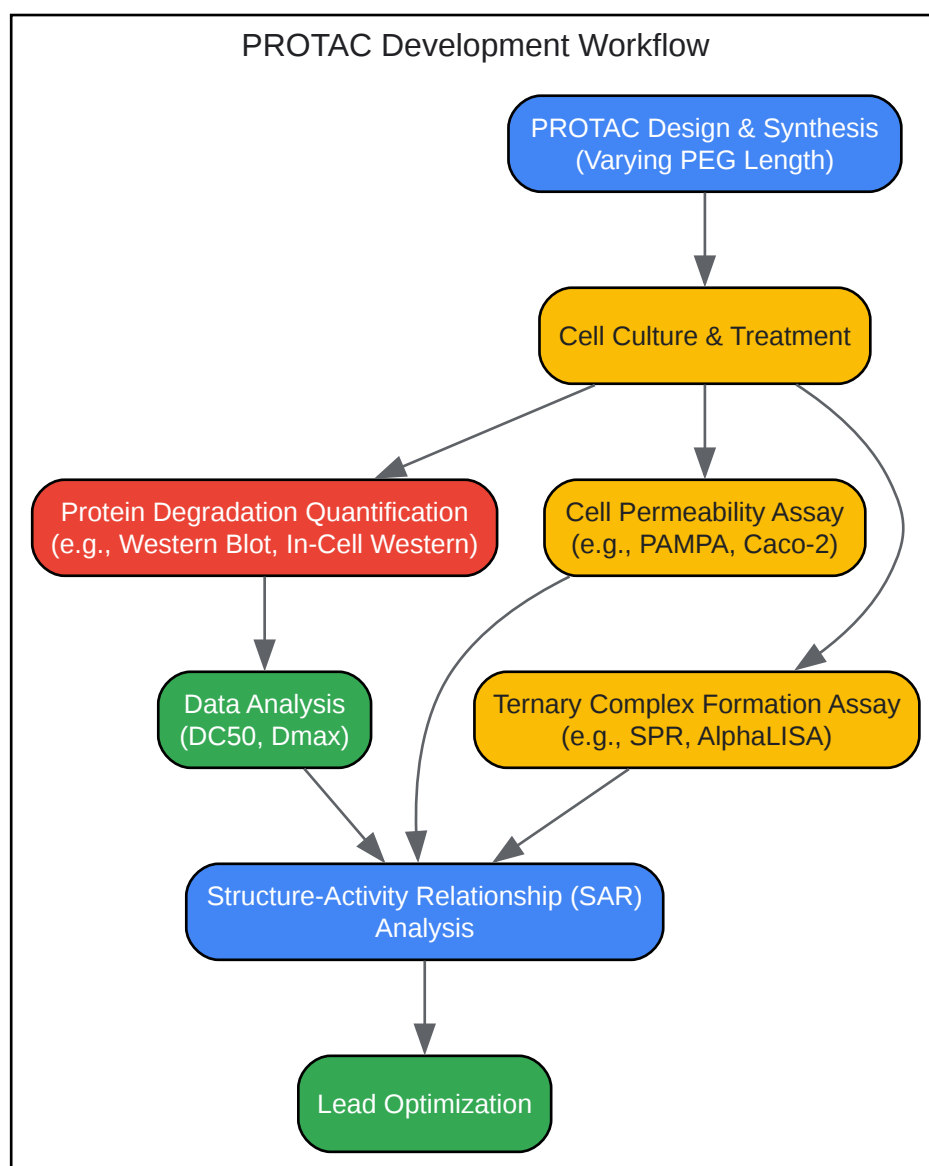 PROTAC Development Workflow
PROTAC Design & Synthesis
(Varying PEG Length)
Cell Culture & Treatment
Protein Degradation Quantification
(e.g., Western Blot, In-Cell Western)
Cell Permeability Assay
(e.g., PAMPA, Caco-2)
Data Analysis
(DC50, Dmax)
Ternary Complex Formation Assay
(e.g., SPR, AlphaLISA)
Structure-Activity Relationship (SAR)
Analysis
Lead Optimization